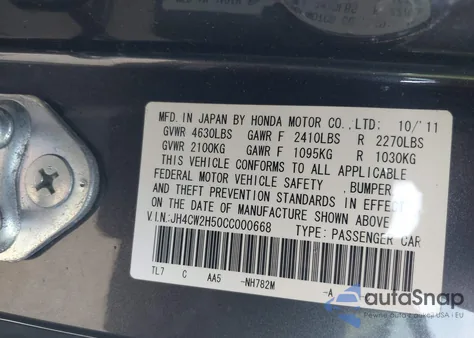 MFD. IN JAPAN BY HONDA MOTOR CO.,LTD: 10/'11
GVWR 4630LBS GAWR F 2410LBS R 2270LBS
GVWR 2100KG GAWR F 1095KG R 1030KG
THIS VEHICLE CONFORMS TO ALL APPLICABLE
FEDERAL MOTOR VEHICLE SAFETY ,BUMPER
AND THEFT PREVENTION STANDARDS IN EFFECT
ON THE DATE OF MANUFACTURE SHOWN ABOVE
V.I.N:JH4CW2H50CC000668 TYPE: PASSENGER CAR
TL7 C AA5 -NH782M -A
autoSnap